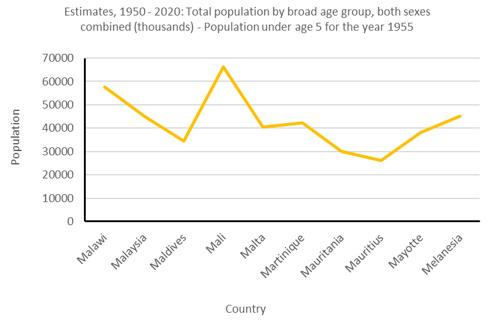 Estimates, 1950 - 2020: Total population by broad age group, both sexes
combined (thousands) - Population under age 5 for the year 1955
Population
70000
60000
50000
40000
30000
20000
10000
0
Malawi
Malaysia
Maldives
Mali
Malta
Martinique
Mauritania
Mauritius
Mayotte
Melanesia
Country